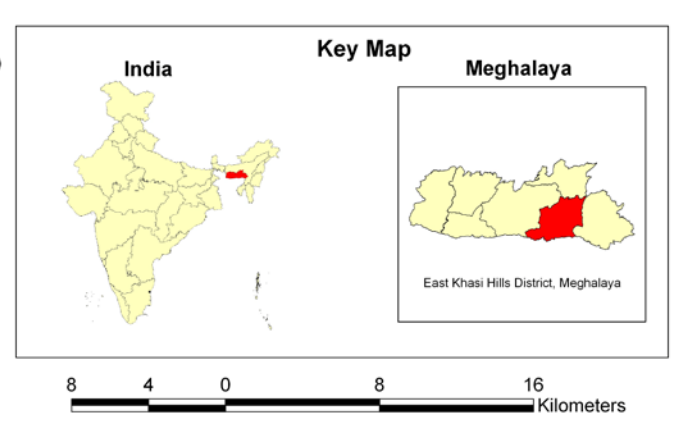 Key Map
India
Meghalaya
East Khasi Hills District, Meghalaya
8 4 0 8 16
Kilometers